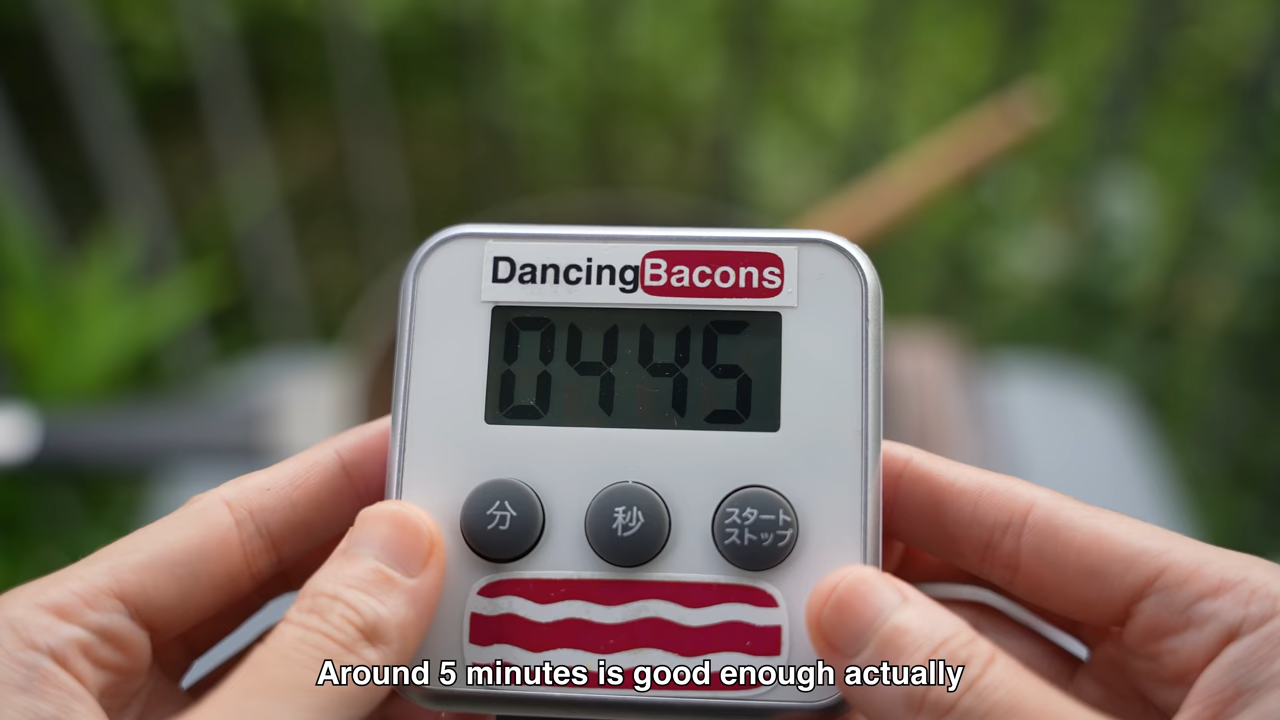 DancingBacons
0445
分 秒 スタート
ストップ
Around 5 minutes is good enough actually